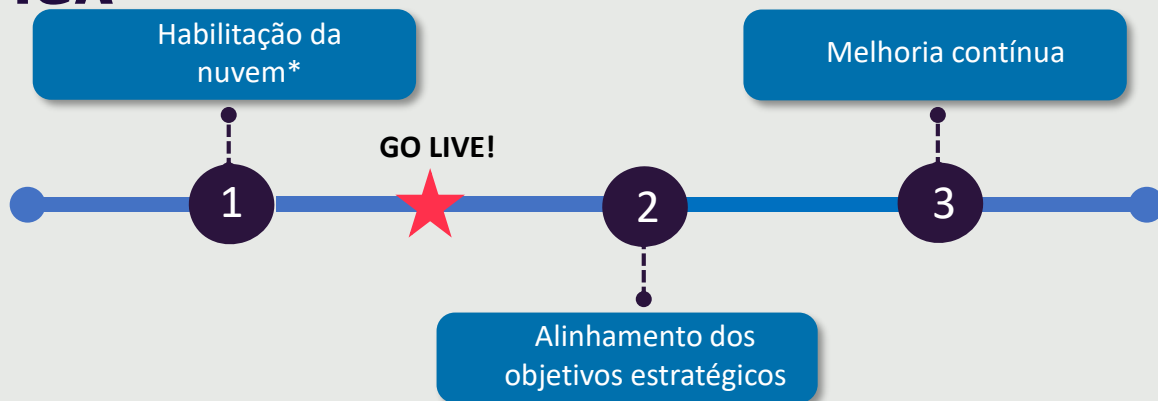 Habilitação da
nuvem*
Melhoria contínua
GO LIVE!
1
2
3
Alinhamento dos
objetivos estratégicos